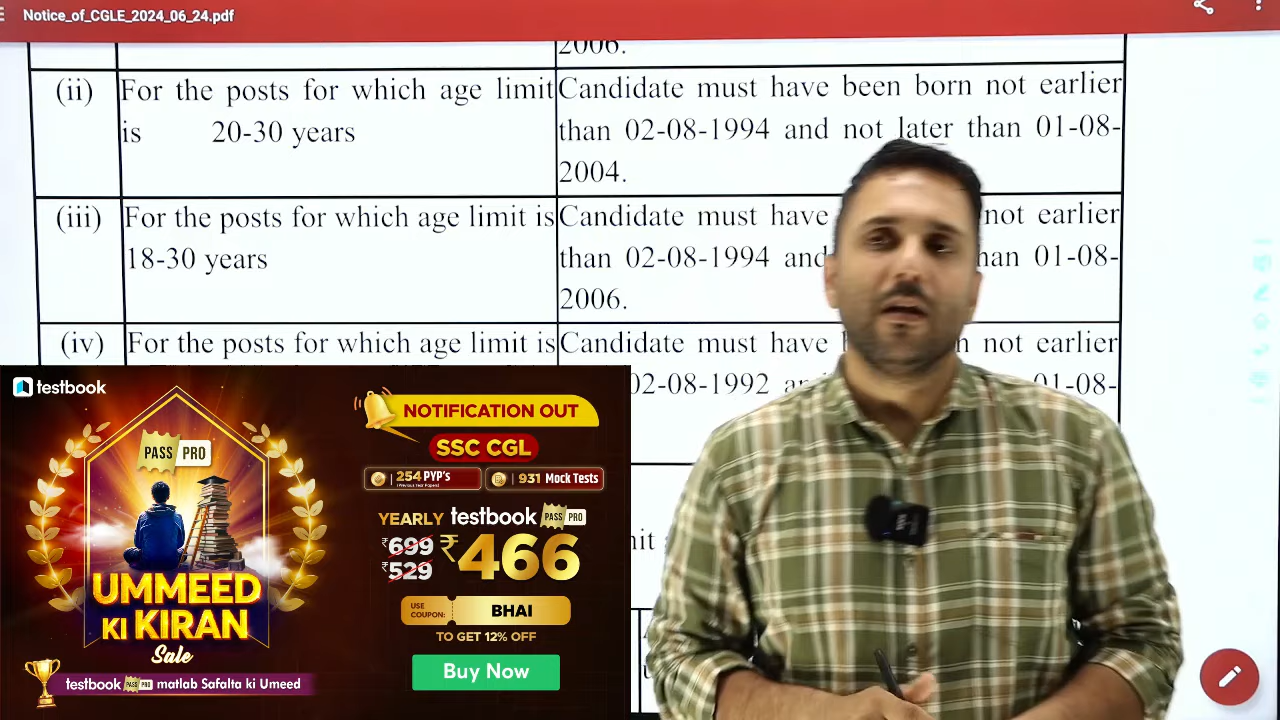 Notice_of_CGLE_2024_06_24.pdf
2006.
(ii) For the posts for which age limit is 20-30 years
Candidate must have been born not earlier
than 02-08-1994 and not later than 01-08-
2004.
(iii) For the posts for which age limit is
18-30 years
Candidate must have not earlier
than 02-08-1994 and than 01-08-
2006.
(iv) For the posts for which age limit is
Candidate must have not earlier
02-08-1992 01-08-
testbook
PASS PRO
UMMEED
KI KIRAN
Sale
testbook PASS PRO matlab Safalta ki Umeed
NOTIFICATION OUT
SSC CGL
254 PYP's
(Previous Year Papers)
931 Mock Tests
YEARLY testbook PASS PRO
₹699
₹529
₹466
USE COUPON: BHAI
TO GET 12% OFF
Buy Now